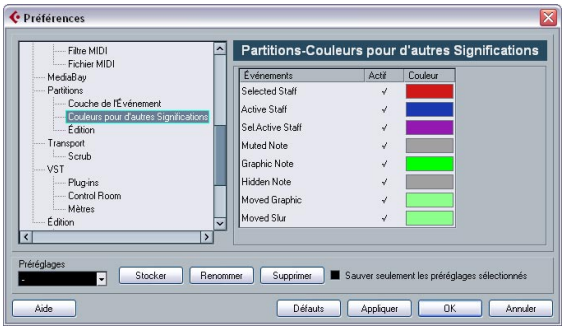 Préférences
Filtre MIDI
Fichier MIDI
MediaBay
Partitions
Couche de l'Événement
Couleurs pour d'autres Significations
Édition
Transport
Scrub
VST
Plug-ins
Control Room
Mètres
Édition
Partitions-Couleurs pour d'autres Significations
Événements Actif Couleur
Selected Staff ✓
Active Staff ✓
Sel.Active Staff ✓
Muted Note ✓
Graphic Note ✓
Hidden Note ✓
Moved Graphic ✓
Moved Slur ✓
Préréglages
- Stocker Renommer Supprimer Sauver seulement les préréglages sélectionnés
Aide Défauts Appliquer OK Annuler